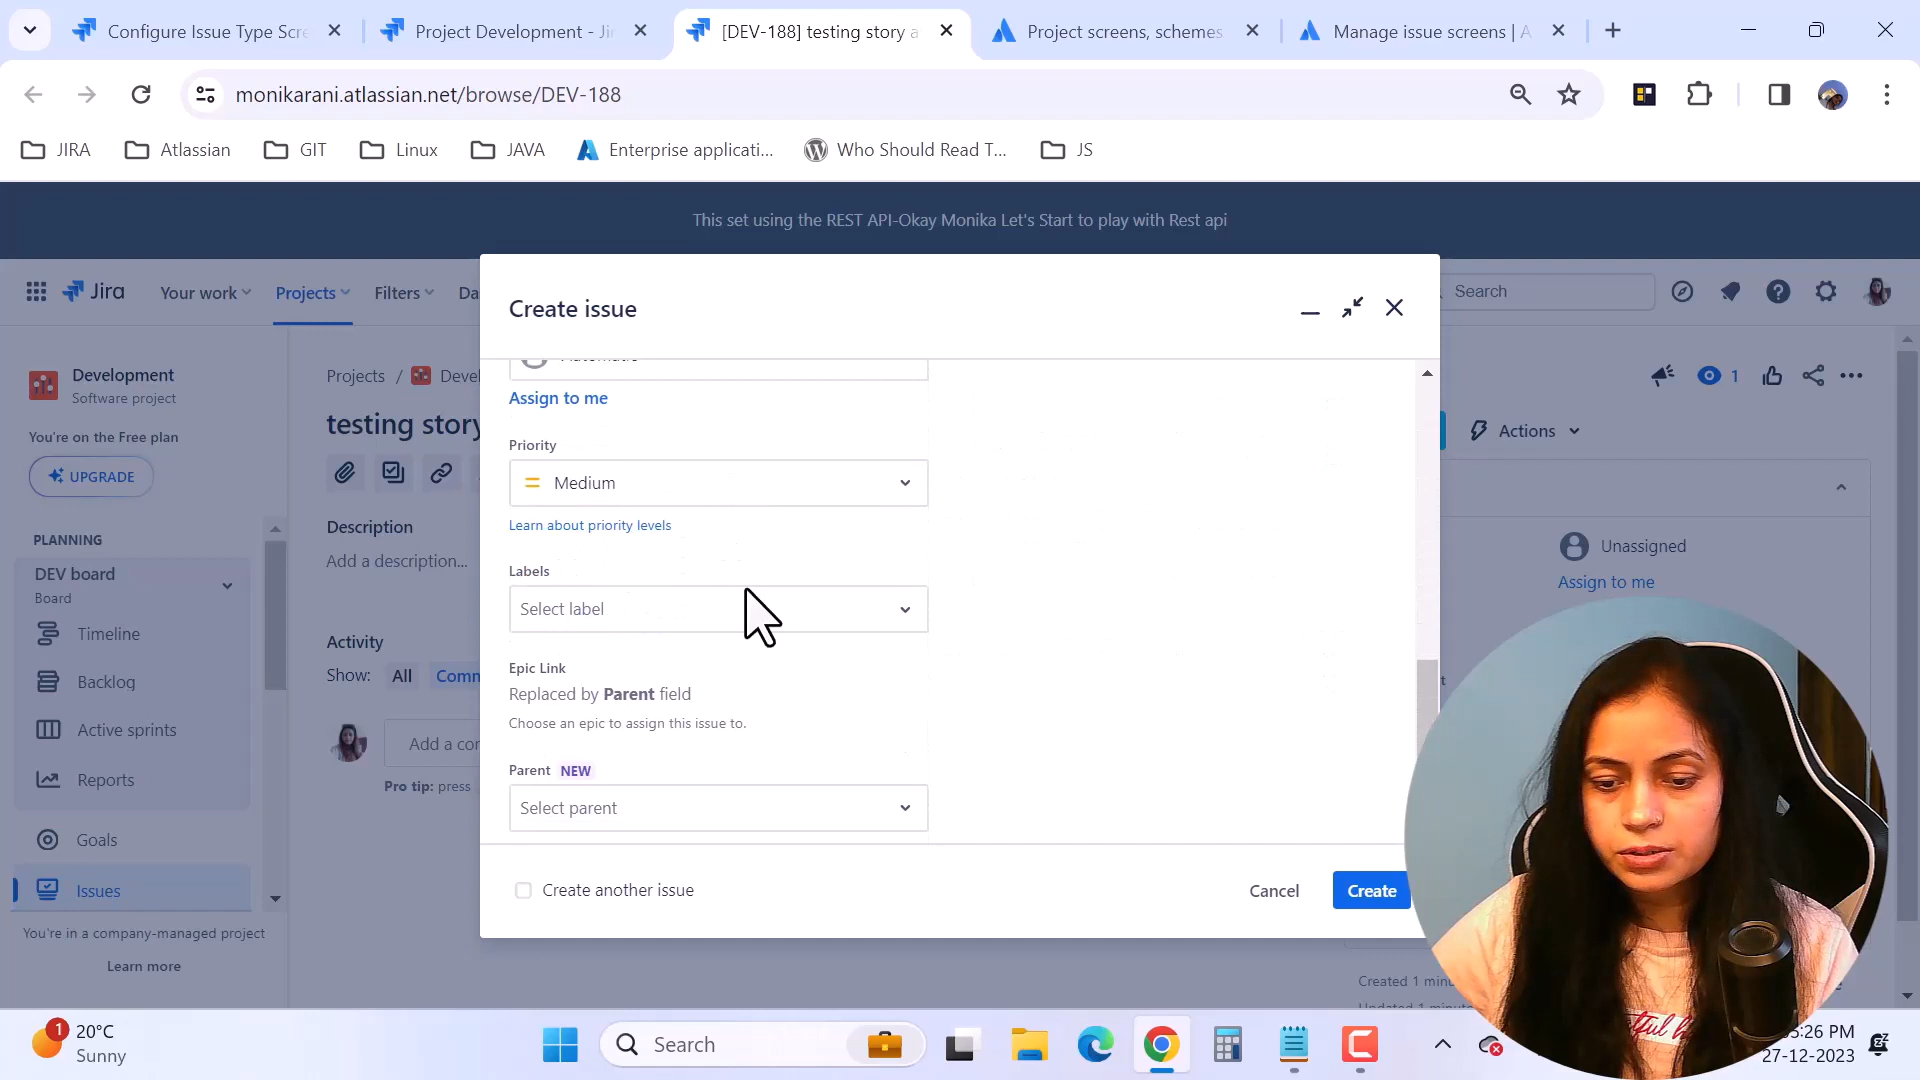 Configure Issue Type Scre
Project Development - Jir
[DEV-188] testing story a
Project screens, schemes
Manage issue screens | A
monikarani.atlassian.net/browse/DEV-188
JIRA
Atlassian
GIT
Linux
JAVA
Enterprise applicati...
Who Should Read T...
JS
This set using the REST API-Okay Monika Let's Start to play with Rest api
Jira
Your work
Projects
Filters
Da
Search
Create issue
Development
Software project
You're on the Free plan
UPGRADE
PLANNING
DEV board
Board
Timeline
Backlog
Active sprints
Reports
Goals
Issues
You're in a company-managed project
Learn more
Projects / Devel
testing story
Description
Add a description...
Activity
Show: All Comm
Add a con
Pro tip: press
Automatic
Assign to me
Priority
Medium
Learn about priority levels
Labels
Select label
Epic Link
Replaced by Parent field
Choose an epic to assign this issue to.
Parent NEW
Select parent
Create another issue
Cancel
Create
1
Actions
Unassigned
Assign to me
Created 1 minu
Updated 1 minute
1
20°C
Sunny
Search
:26 PM
27-12-2023